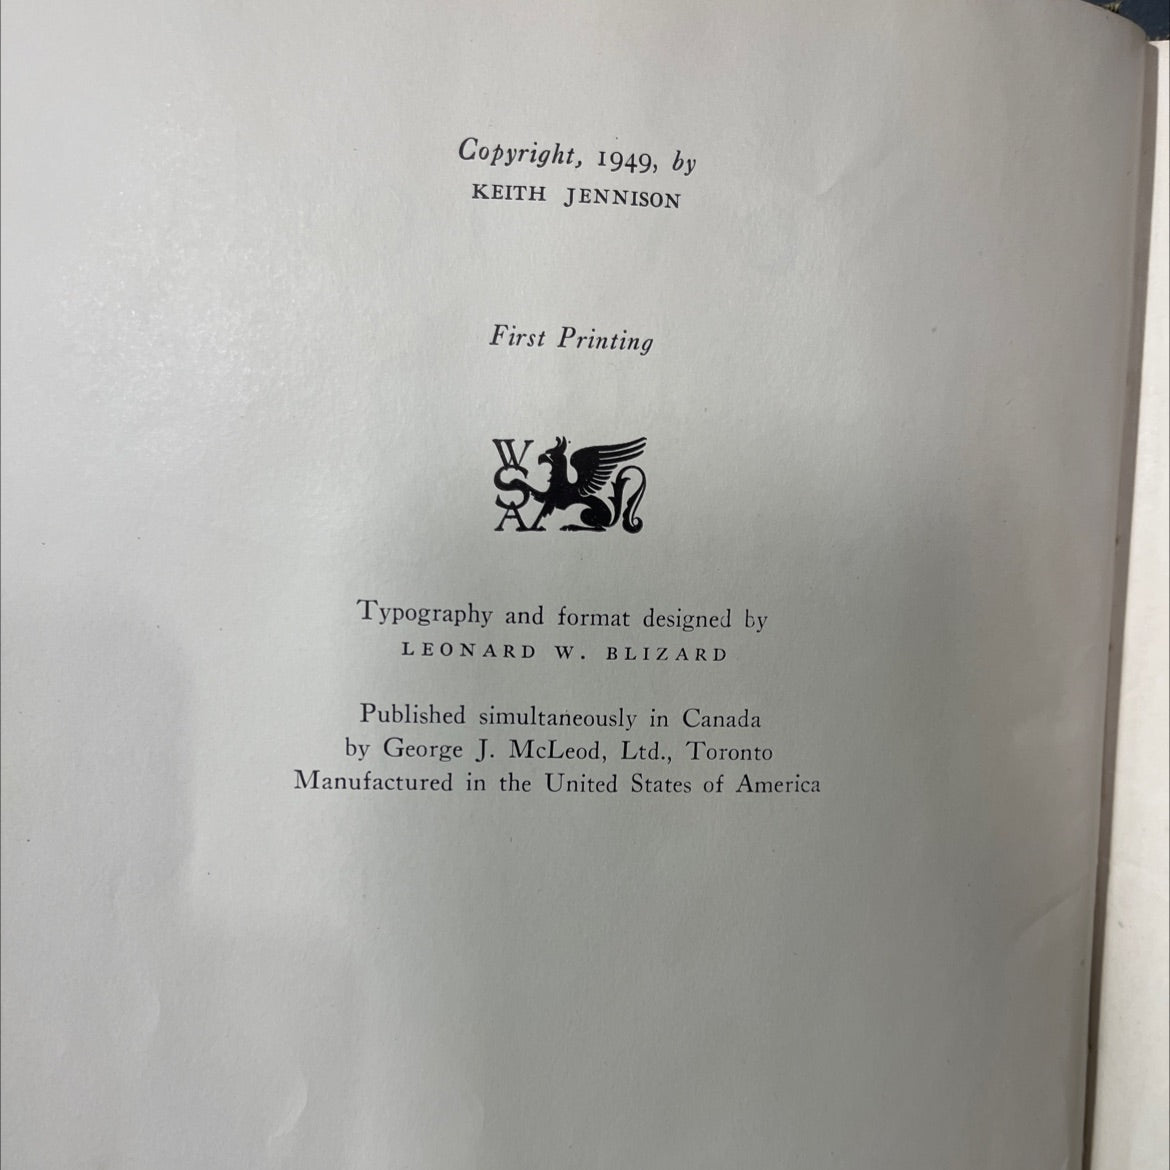 Copyright, 1949, by
KEITH JENNISON
First Printing
W
S
A
Typography and format designed by
LEONARD W. BLIZARD
Published simultaneously in Canada
by George J. McLeod, Ltd., Toronto
Manufactured in the United States of America